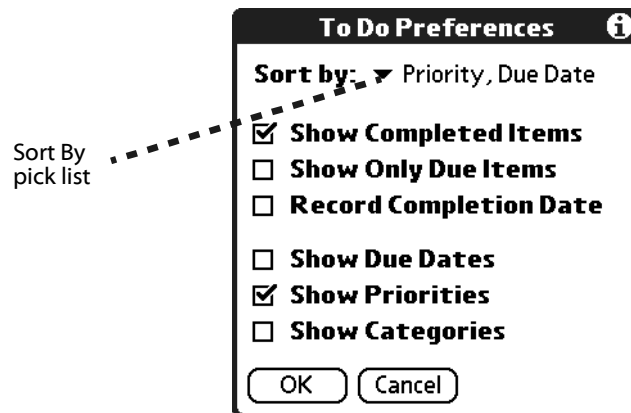 To Do Preferences
Sort by: Priority, Due Date
Show Completed Items
Show Only Due Items
Record Completion Date
Show Due Dates
Show Priorities
Show Categories
OK Cancel
Sort By
pick list